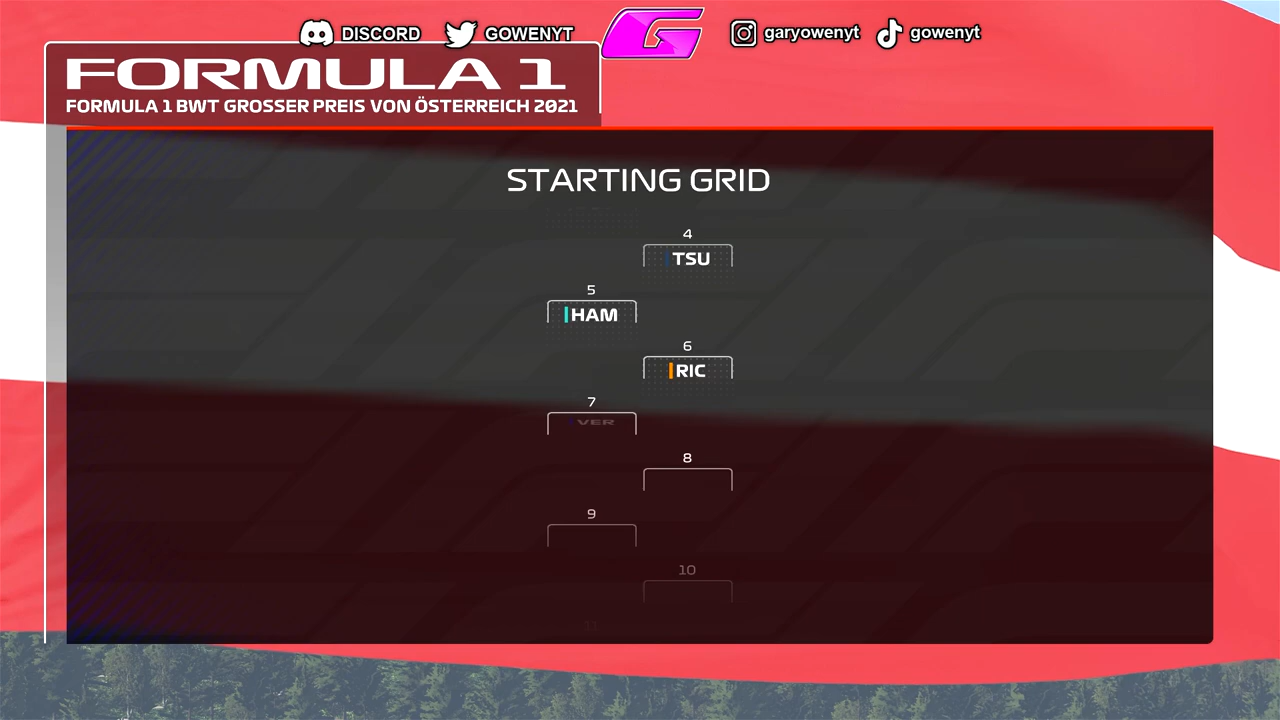 DISCORD GOWENYT G garyowenyt gowenyt
FORMULA 1
FORMULA 1 BWT GROSSER PREIS VON ÖSTERREICH 2021
STARTING GRID
4
TSU
5
HAM
6
RIC
7
VER
8
9
10
11